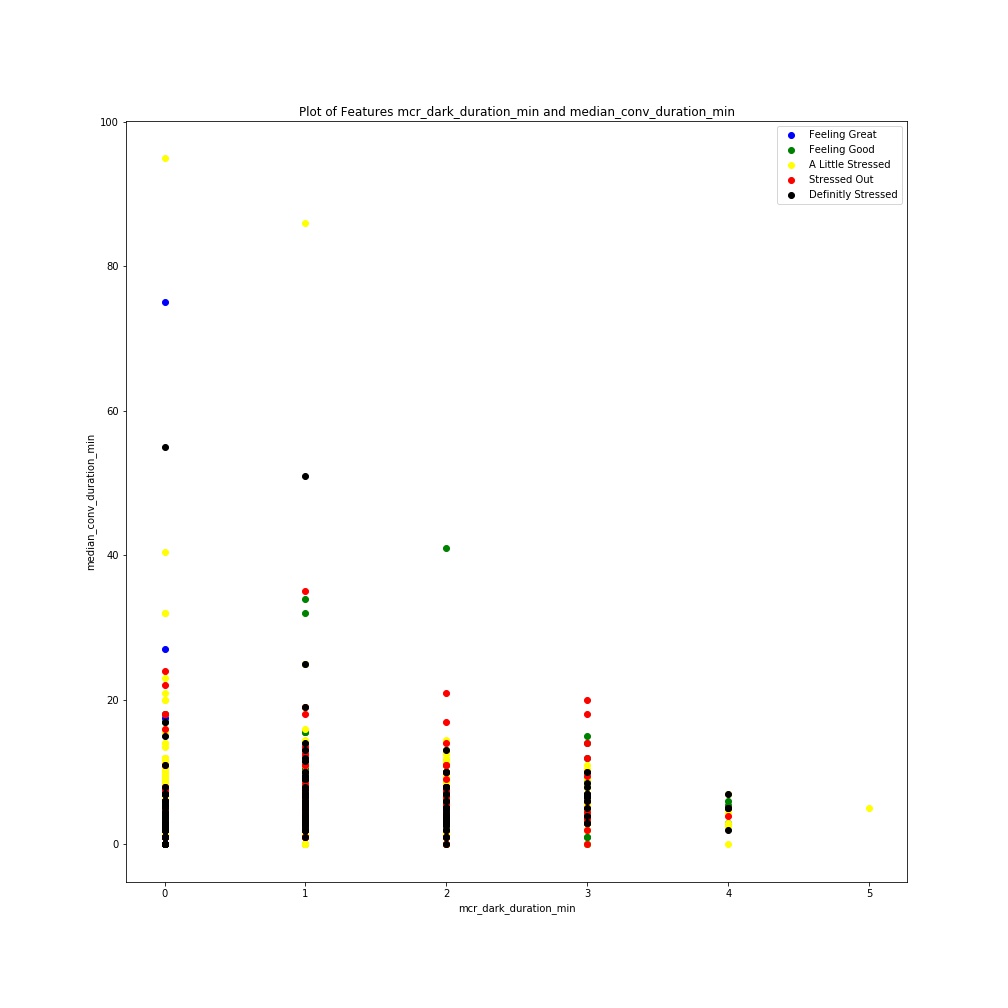 Plot of Features mcr_dark_duration_min and median_conv_duration_min
100
80
60
40
20
0
median_conv_duration_min
Feeling Great
Feeling Good
A Little Stressed
Stressed Out
Definitly Stressed
0 1 2 3 4 5
mcr_dark_duration_min